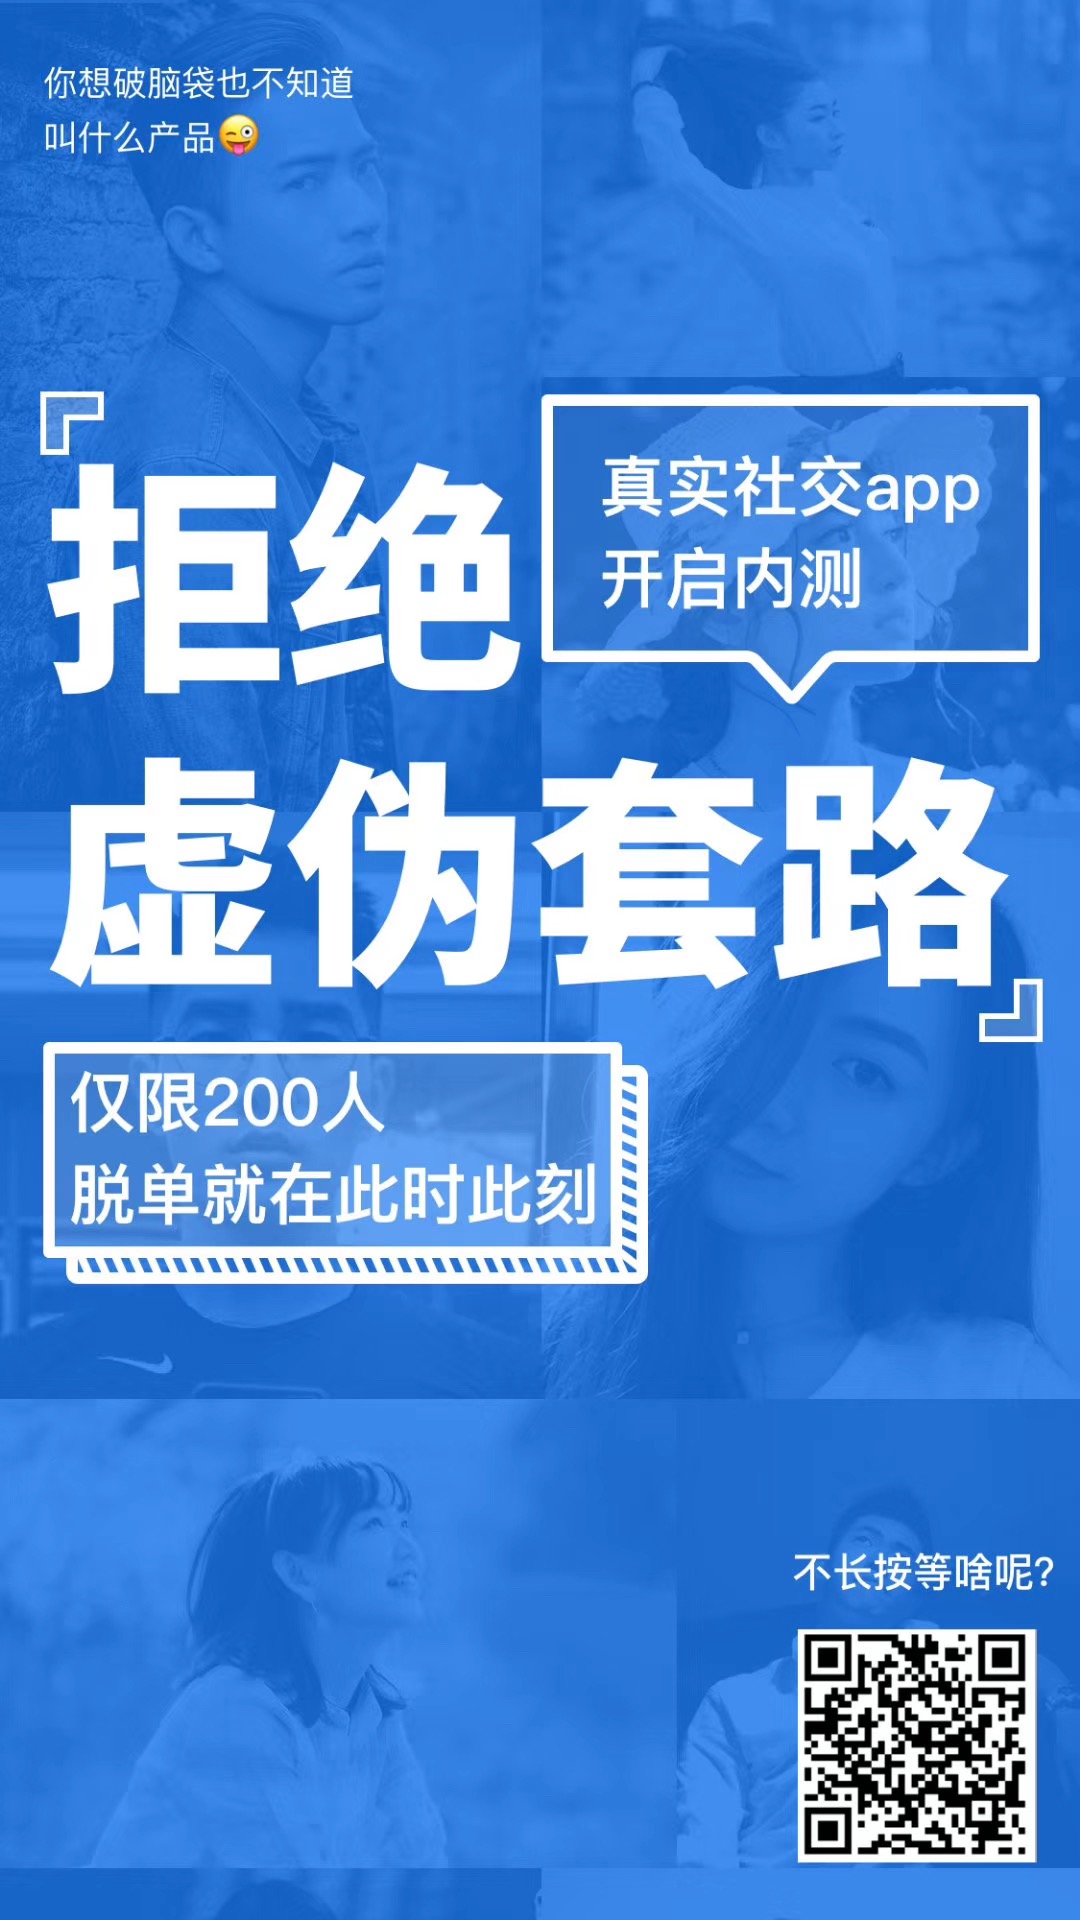 你想破脑袋也不知道
叫什么产品😜
真实社交app
开启内测
拒绝
虚伪套路
仅限200人
脱单就在此时此刻
不长按等啥呢?